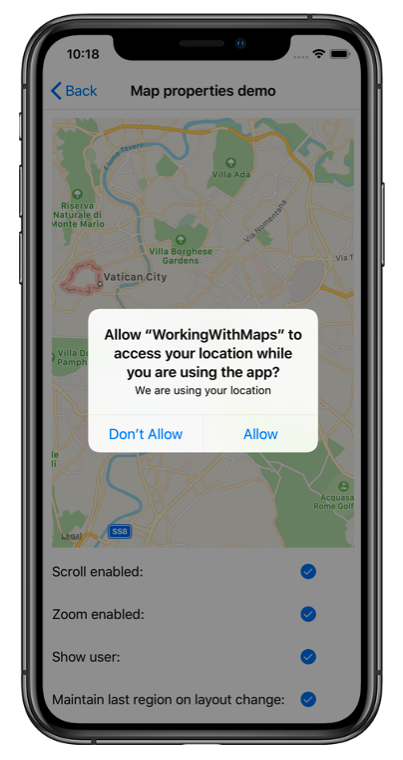 10:18
Back
Map properties demo
Fiume Tevere
Villa Ada
Riserva
Naturale di
Monte Mario
Via Nomentana
Villa Borghese
Gardens
Via T
Vatican City
Allow “WorkingWithMaps” to
access your location while
you are using the app?
We are using your location
Villa Do
Pamph
Don’t Allow
Allow
le
li
Acquasa
Rome Golf
SS8
Legal
Scroll enabled:
Zoom enabled:
Show user:
Maintain last region on layout change: